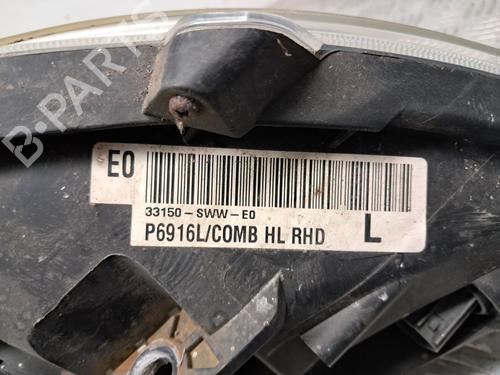 B-PARTS
E0
33150-SWW-E0
P6916L/COMB HL RHD
L